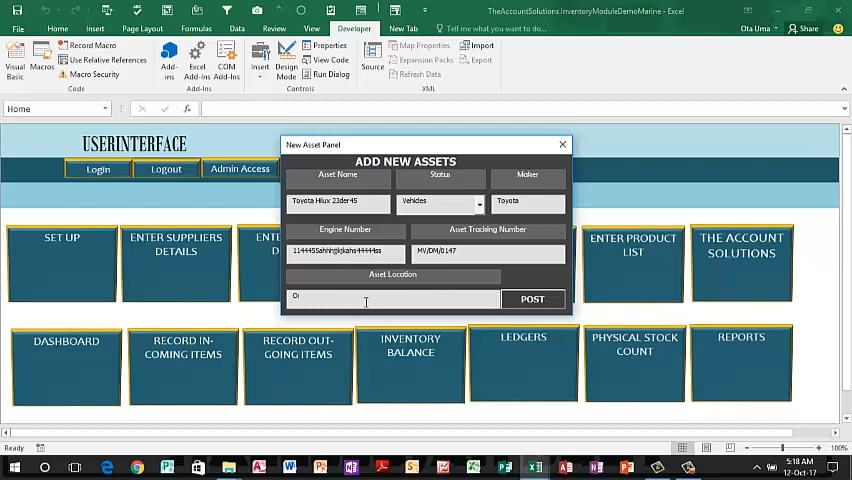 TheAccountSolutions.InventoryModuleDemoMarine - Excel
File Home Insert Page Layout Formulas Data Review View Developer New Tab Tell me what you want to do... Ota Uma Share
Visual Basic
Macros
Record Macro
Use Relative References
Macro Security
Code
Add-ins
Excel Add-Ins
COM Add-Ins
Add-Ins
Insert
Design Mode
Properties
View Code
Run Dialog
Controls
Source
Map Properties
Expansion Packs
Refresh Data
Import
Export
XML
Home
fx
USERINTERFACE
Login Logout Admin Access
New Asset Panel
ADD NEW ASSETS
Asset Name Status Maker
Toyota Hilux 23der45 Vehicles Toyota
Engine Number Asset Tracking Number
MV/DM/0147
Asset Location
POST
SET UP
ENTER SUPPLIERS DETAILS
ENTER PRODUCT LIST
THE ACCOUNT SOLUTIONS
DASHBOARD
RECORD IN-COMING ITEMS
RECORD OUT-GOING ITEMS
INVENTORY BALANCE
LEDGERS
PHYSICAL STOCK COUNT
REPORTS
Ready
100%
5:18 AM
12-Oct-17